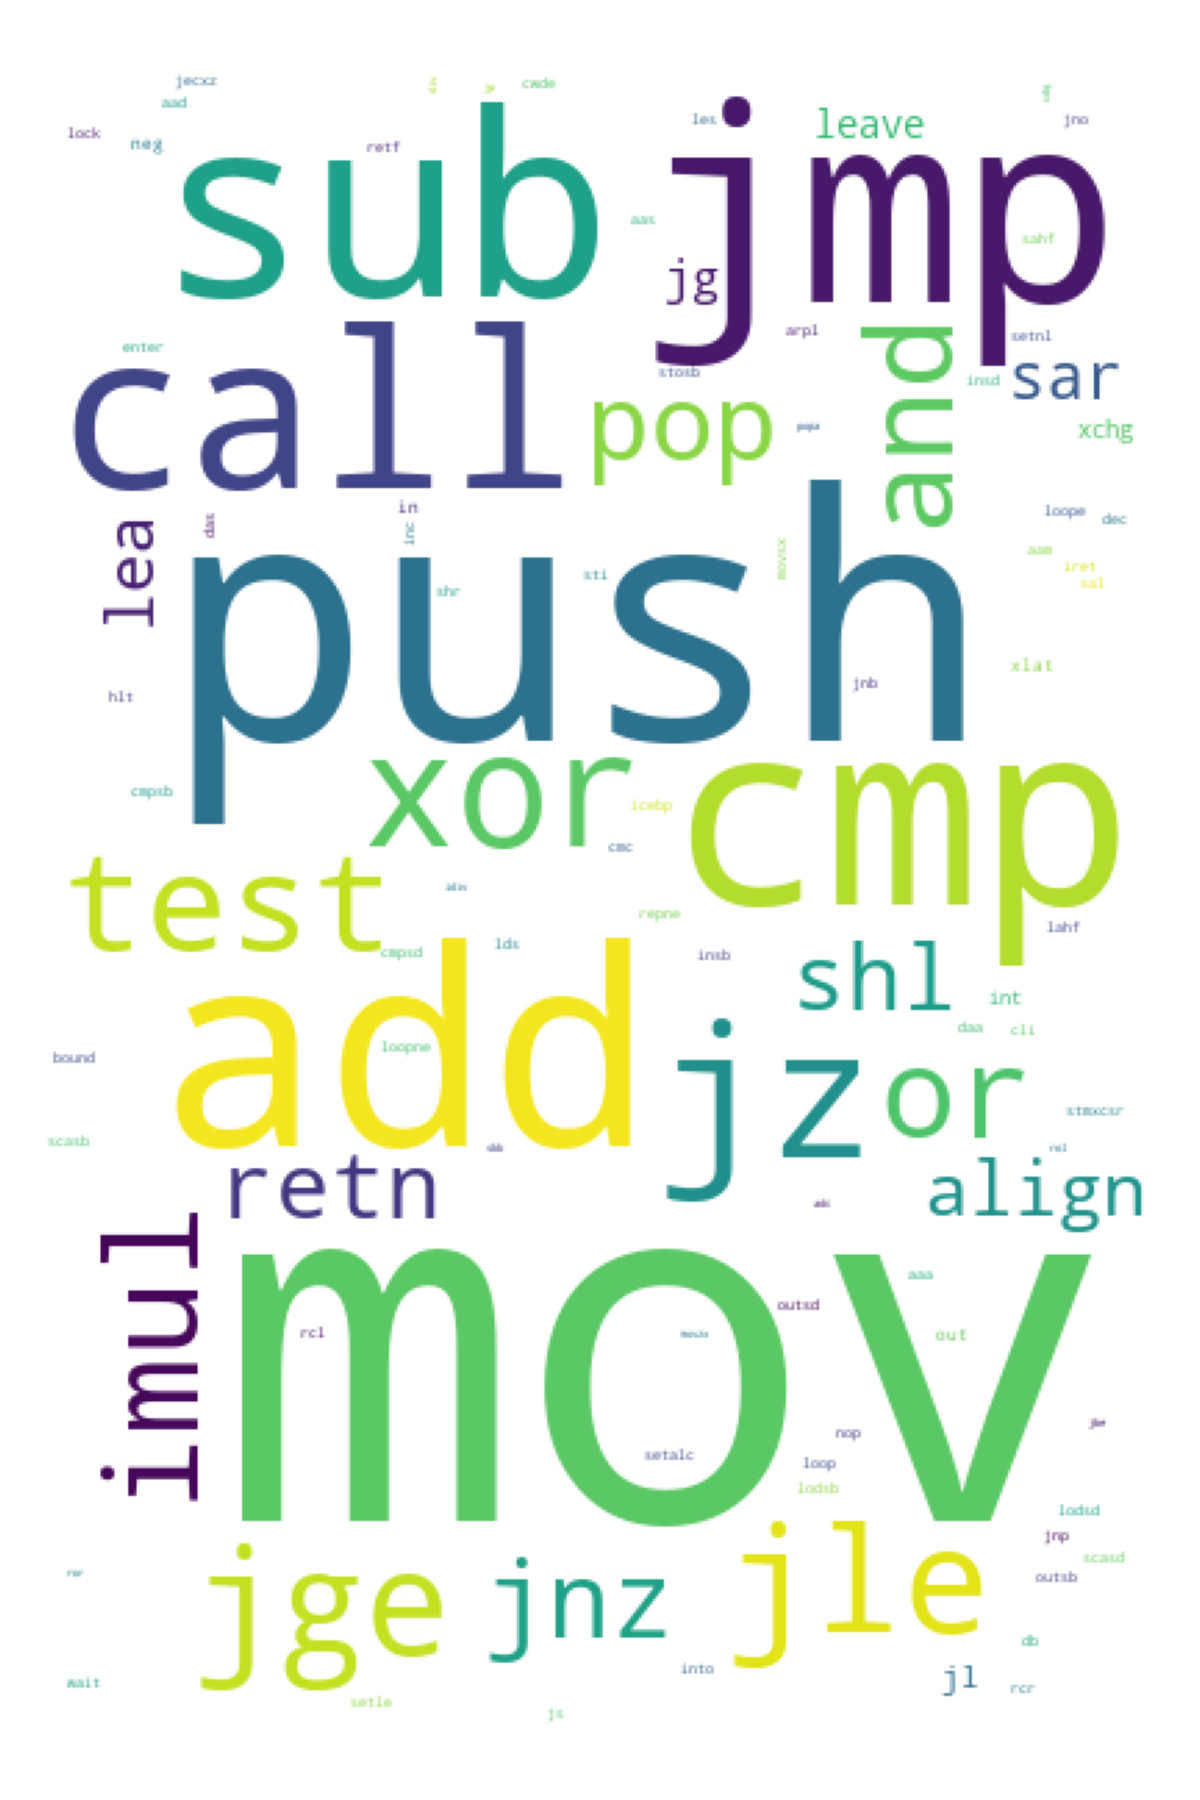 jecxz
cwde
aad
lock
neg
retf
les
leave
jno
sub
jmp
aas
sahf
jg
call
enter
arpl
and
setnl
stosb
insd
sar
pop
popa
xchg
lea
das
in
inc
loope
dec
push
movsx
aam
sti
iret
sal
shr
xlat
jnb
hlt
xor
cmp
cmpsb
icebp
cmc
test
repne
lahf
cmpsd
lds
insb
shl
int
add
daa
cli
loopne
jz
or
bound
stmxcsr
scasb
retn
align
imul
mov
aaa
outsd
rcl
out
nop
setalc
loop
lodsb
lodsd
jnp
jge
jnz
jle
scasd
outsb
db
into
jl
wait
rcr
setle
js